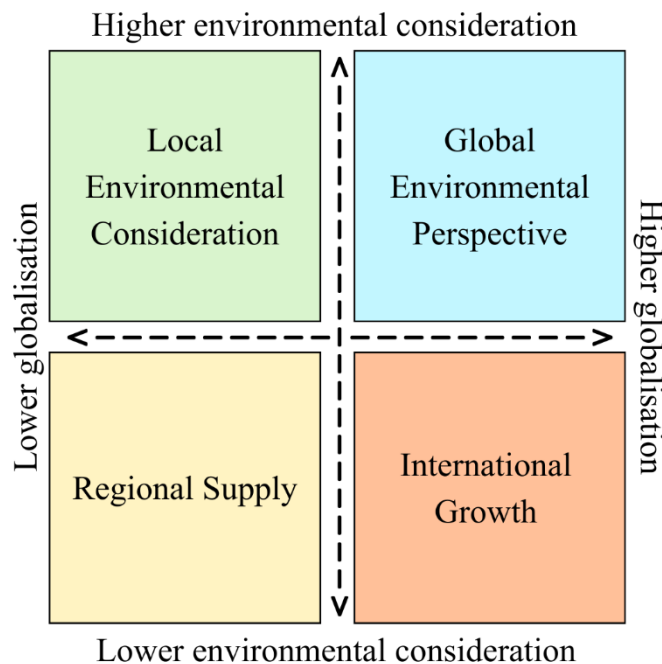 Higher environmental consideration
Local
Environmental
Consideration
Global
Environmental
Perspective
Lower globalisation
Higher globalisation
Regional Supply
International
Growth
Lower environmental consideration